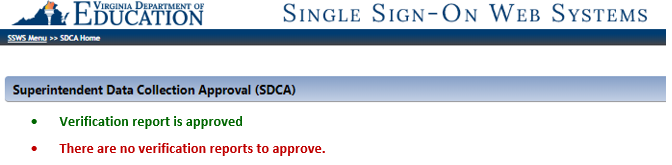 VIRGINIA DEPARTMENT OF
EDUCATION
SINGLE SIGN-ON WEB SYSTEMS
SSWS Menu >> SDCA Home
Superintendent Data Collection Approval (SDCA)
• Verification report is approved
• There are no verification reports to approve.